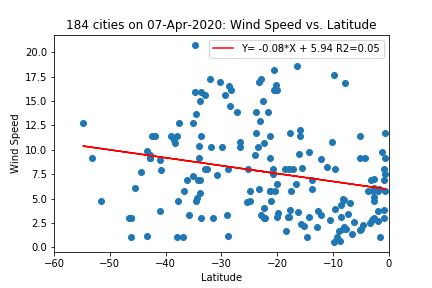 184 cities on 07-Apr-2020: Wind Speed vs. Latitude
Y= -0.08*X + 5.94 R2=0.05
20.0
17.5
15.0
12.5
10.0
7.5
5.0
2.5
0.0
Wind Speed
−60 −50 −40 −30 −20 −10 0
Latitude